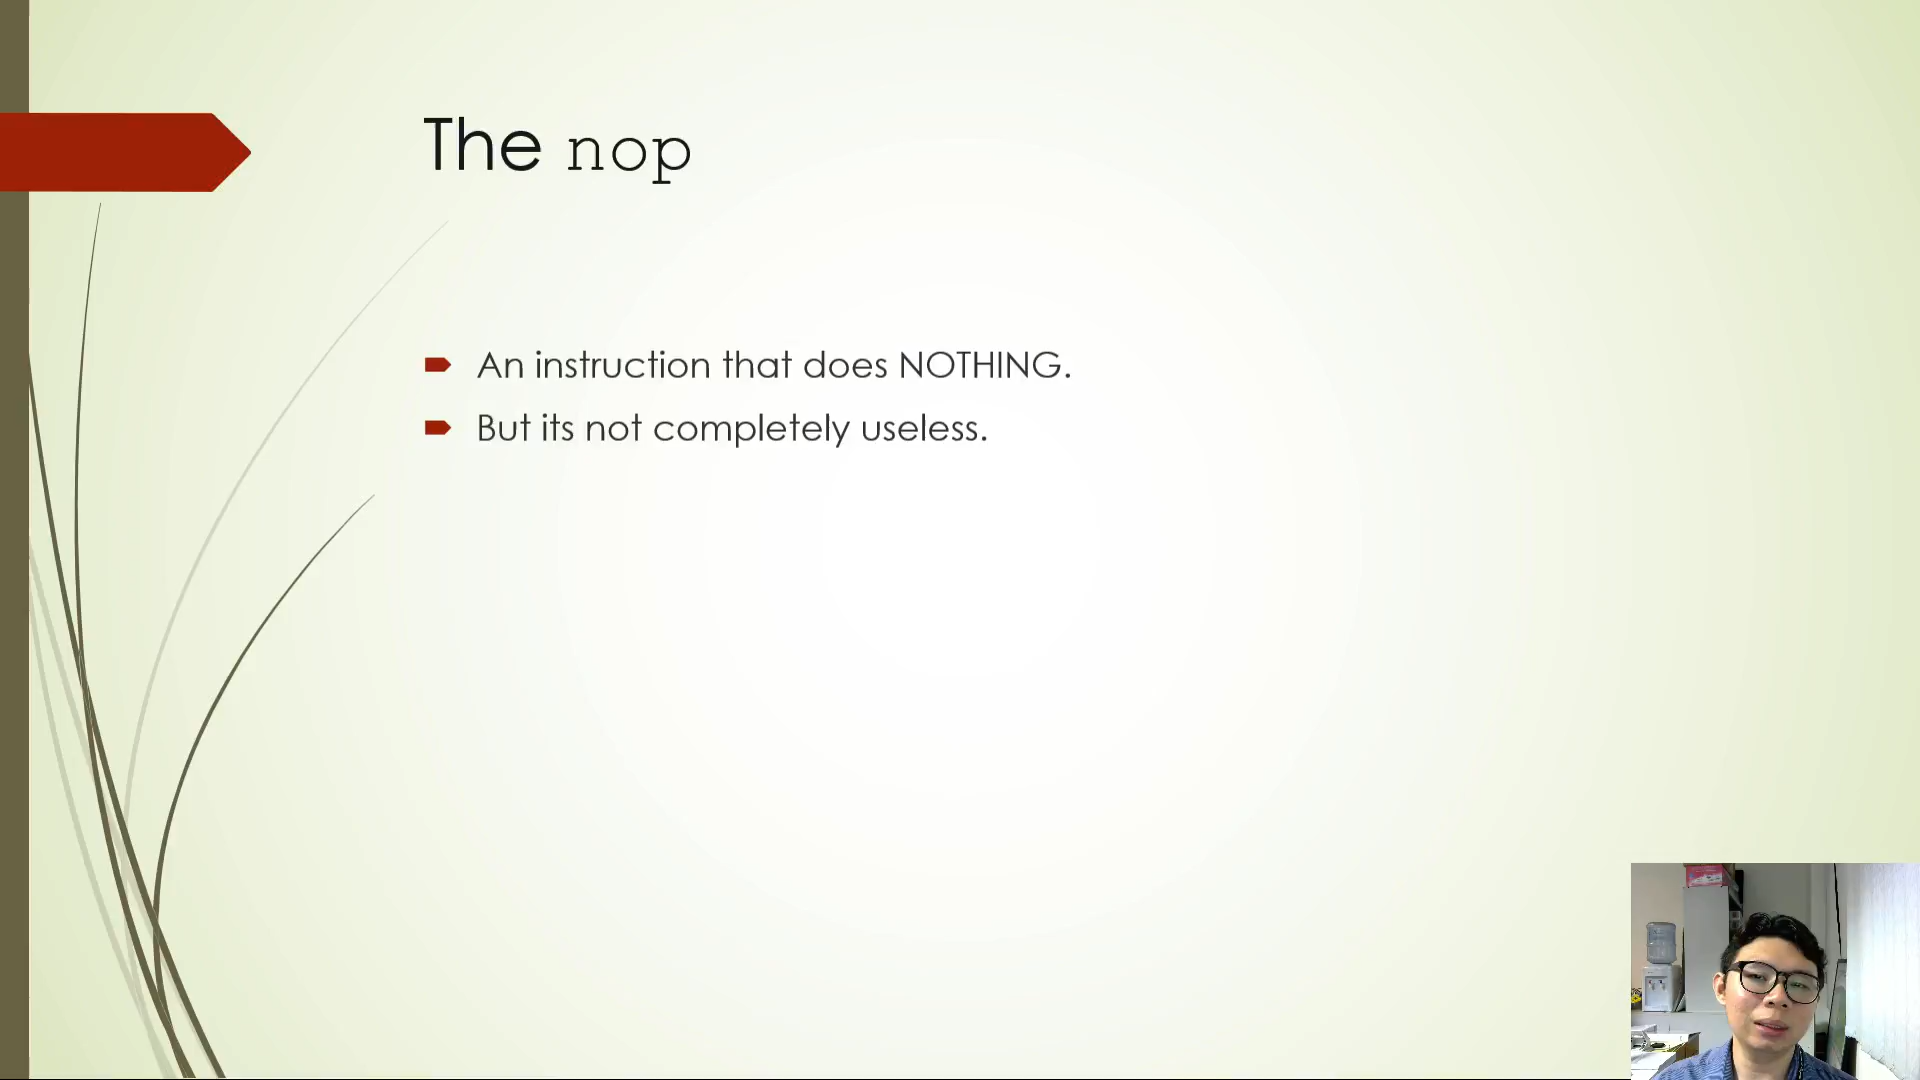 The nop
An instruction that does NOTHING.
But its not completely useless.